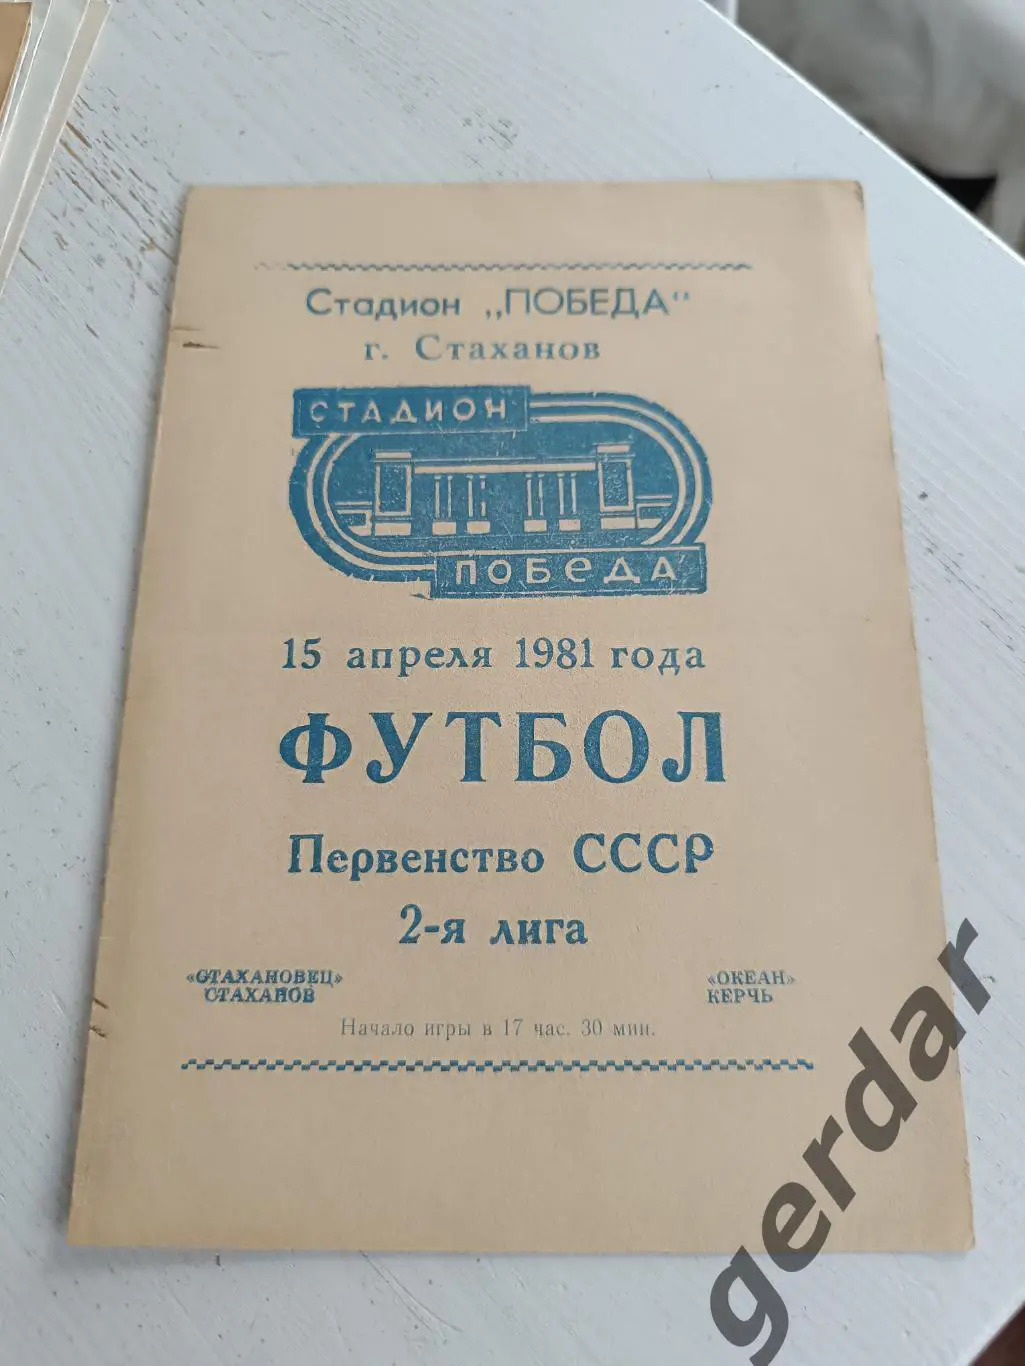 Стадион „ПОБЕДА"
г. Стаханов
СТАДИОН
ПОБЕДА
15 апреля 1981 года
ФУТБОЛ
Первенство СССР
2-я лига
«СТАХАНОВЕЦ» «ОКЕАН»
СТАХАНОВ КЕРЧЬ
Начало игры в 17 час. 30 мин.
gerdar